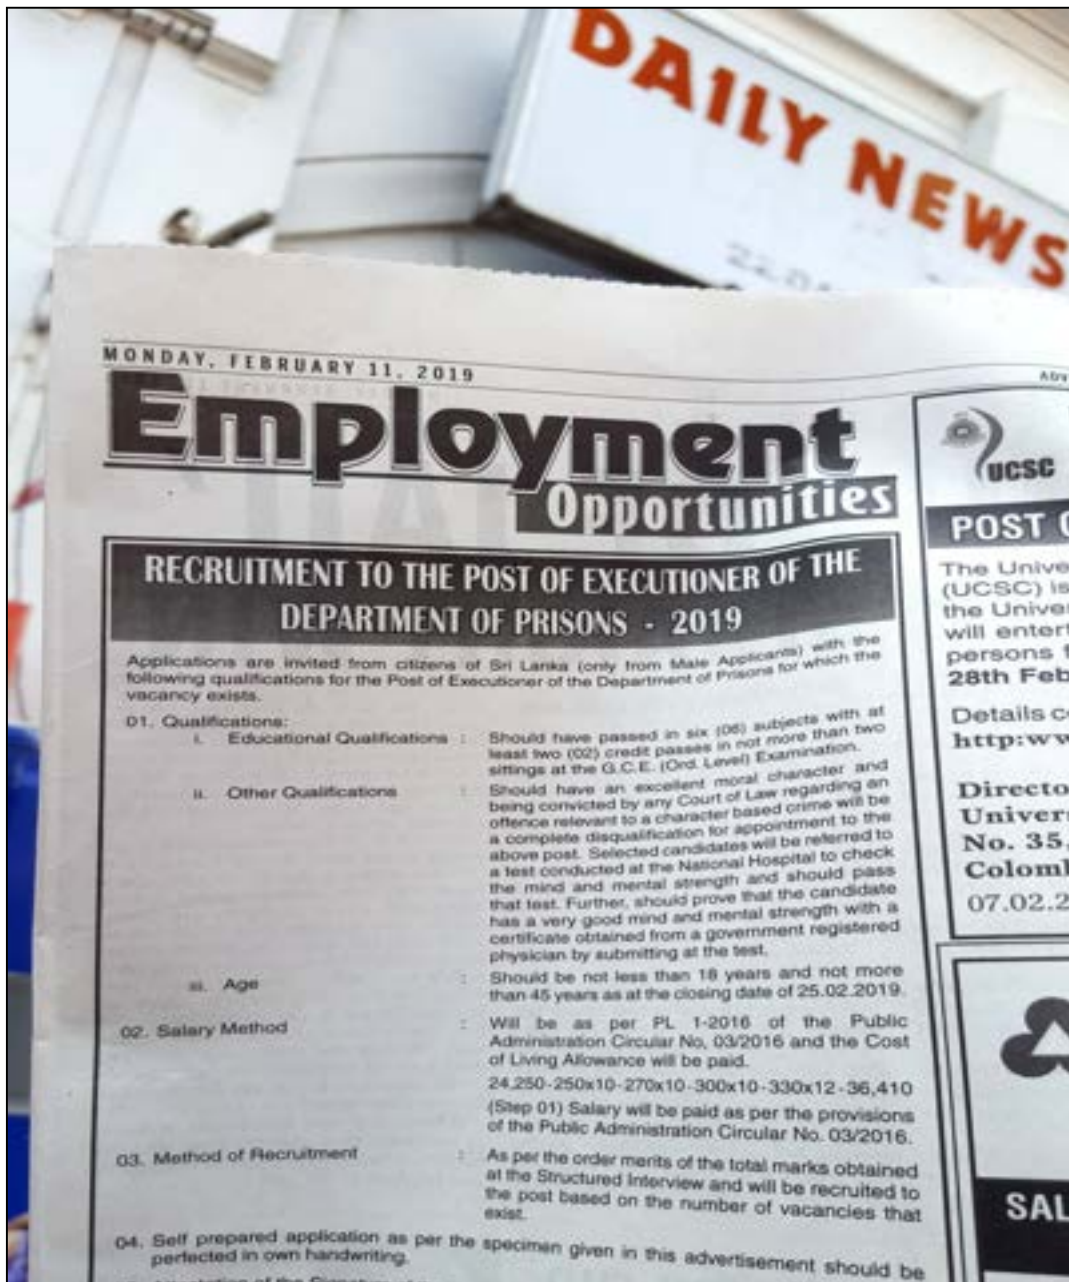 DAILY NEWS
MONDAY, FEBRUARY 11, 2019
Employment
Opportunities
RECRUITMENT TO THE POST OF EXECUTIONER OF THE
DEPARTMENT OF PRISONS - 2019
Applications are invited from citizens of Sri Lanka (only from Male Applicants) with the
following qualifications for the Post of Executioner of the Department of Prisons for which the
vacancy exists.
01. Qualifications:
i. Educational Qualifications : Should have passed in six (06) subjects with at
least two (02) credit passes in not more than two
sittings at the G.C.E. (Ord. Level) Examination.
ii. Other Qualifications : Should have an excellent moral character and
being convicted by any Court of Law regarding an
offence relevant to a character based crime will be
a complete disqualification for appointment to the
above post. Selected candidates will be referred to
a test conducted at the National Hospital to check
the mind and mental strength and should pass
that test. Further, should prove that the candidate
has a very good mind and mental strength with a
certificate obtained from a government registered
physician by submitting at the test.
iii. Age : Should be not less than 18 years and not more
than 45 years as at the closing date of 25.02.2019.
02. Salary Method : Will be as per PL 1-2016 of the Public
Administration Circular No, 03/2016 and the Cost
of Living Allowance will be paid.
24,250-250x10-270x10-300x10-330x12-36,410
(Step 01) Salary will be paid as per the provisions
of the Public Administration Circular No. 03/2016.
03. Method of Recruitment : As per the order merits of the total marks obtained
at the Structured Interview and will be recruited to
the post based on the number of vacancies that
exist.
04. Self prepared application as per the specimen given in this advertisement should be
perfected in own handwriting.
UCSC
POST
The Unive
(UCSC) is
the Univer
will entert
persons
28th Feb
Details c
http:ww
Directo
Univers
No. 35,
Colom
07.02.2
SAL